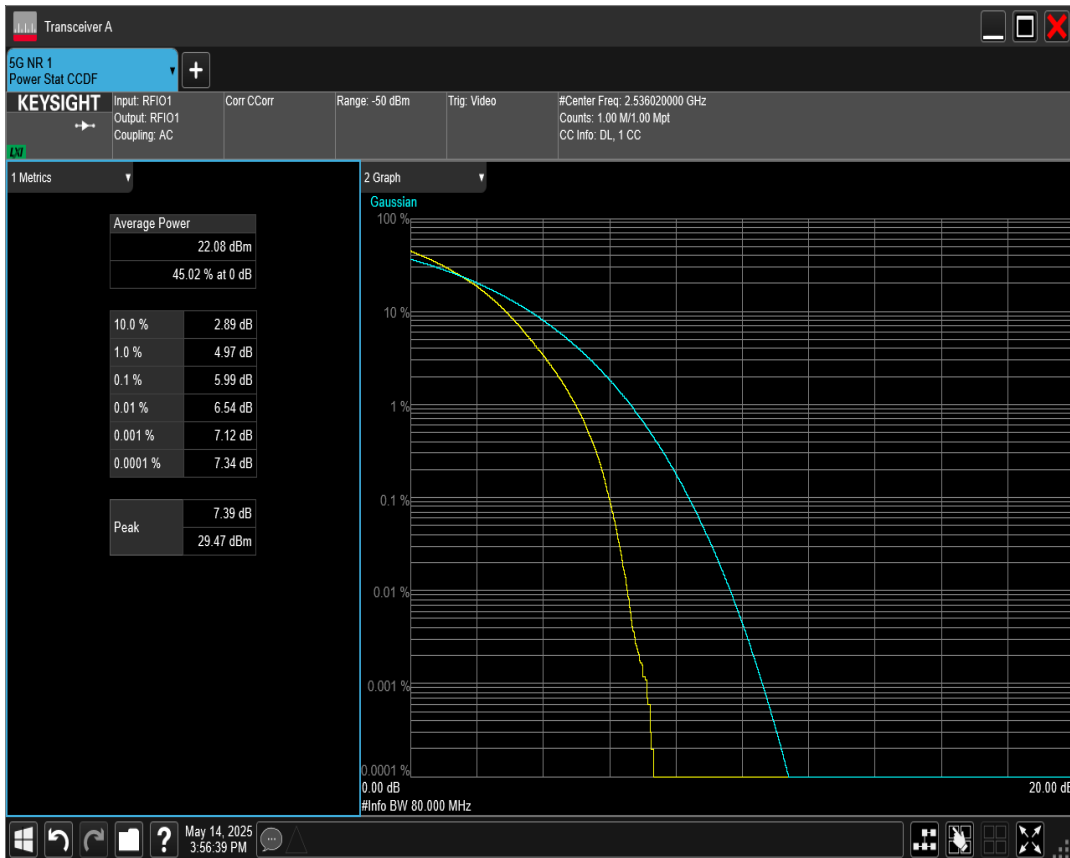 Transceiver A
5G NR 1
Power Stat CCDF
+
KEYSIGHT
LXI
Input: RFIO1
Output: RFIO1
Coupling: AC
Corr CCorr
Range: -50 dBm
Trig: Video
#Center Freq: 2.536020000 GHz
Counts: 1.00 M/1.00 Mpt
CC Info: DL, 1 CC
1 Metrics
Average Power
22.08 dBm
45.02 % at 0 dB
10.0 % 2.89 dB
1.0 % 4.97 dB
0.1 % 5.99 dB
0.01 % 6.54 dB
0.001 % 7.12 dB
0.0001 % 7.34 dB
Peak
7.39 dB
29.47 dBm
2 Graph
Gaussian
100 %
10 %
1 %
0.1 %
0.01 %
0.001 %
0.0001 %
0.00 dB 20.00 dB
#Info BW 80.000 MHz
?
May 14, 2025
3:56:39 PM